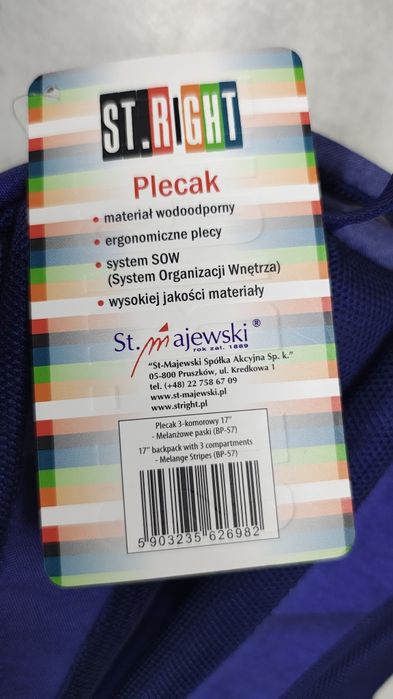 ST.RIGHT
Plecak
• materiał wodoodporny
• ergonomiczne plecy
• system SOW
(System Organizacji Wnętrza)
• wysokiej jakości materiały
St.Majewski®
rok zał. 1889
"St-Majewski Spółka Akcyjna Sp. k."
05-800 Pruszków, ul. Kredkowa 1
tel. (+48) 22 758 67 09
www.st-majewski.pl
www.stright.pl
Plecak 3-komorowy 17"
- Melanżowe paski (BP-57)
17" backpack with 3 compartments
- Melange Stripes (BP-57)
5 903235 626982